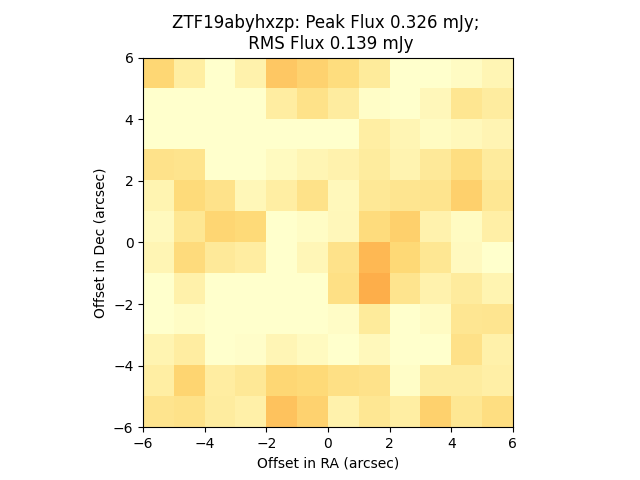 ZTF19abyhxzp: Peak Flux 0.326 mJy;
RMS Flux 0.139 mJy
6
4
2
0
−2
−4
−6
Offset in Dec (arcsec)
−6 −4 −2 0 2 4 6
Offset in RA (arcsec)